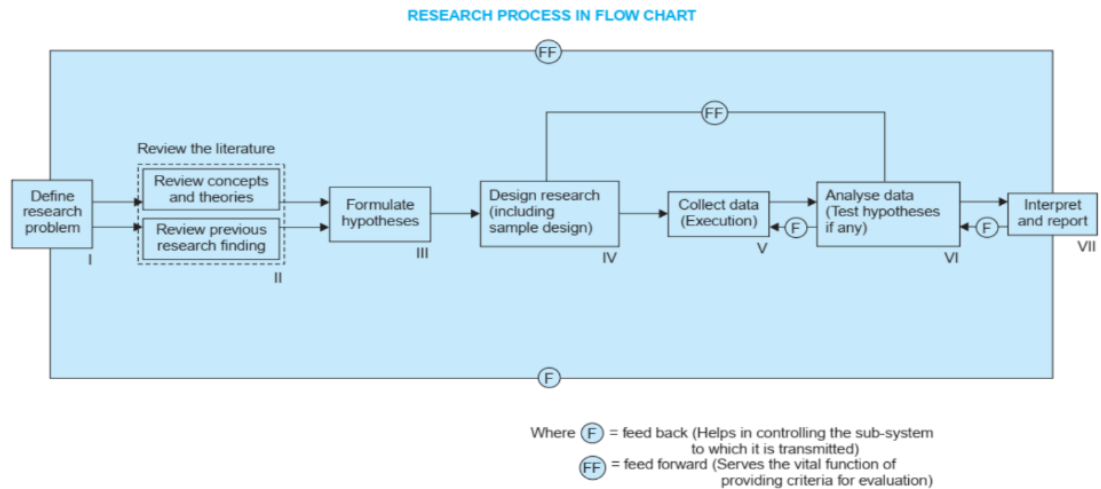 RESEARCH PROCESS IN FLOW CHART
FF
FF
Review the literature
Define
research
problem
I
Review concepts
and theories
Review previous
research finding
II
Formulate
hypotheses
III
Design research
(including
sample design)
IV
Collect data
(Execution)
V
F
Analyse data
(Test hypotheses
if any)
VI
F
Interpret
and report
VII
F
Where F = feed back (Helps in controlling the sub-system
to which it is transmitted)
FF = feed forward (Serves the vital function of
providing criteria for evaluation)